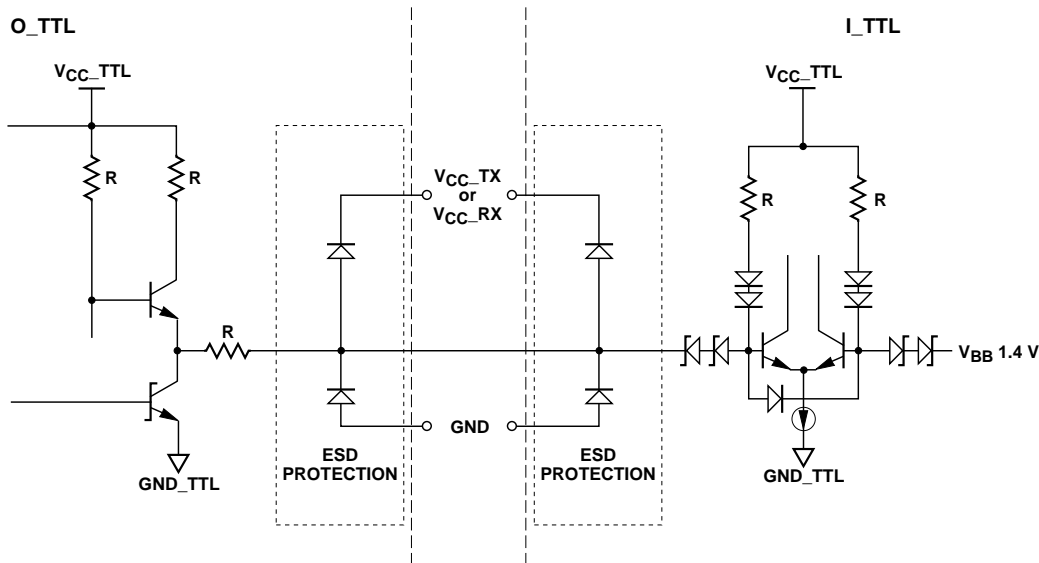 O_TTL
I_TTL
VCC_TTL
VCC_TTL
R
R
VCC_TX
or
VCC_RX
R
R
R
VBB 1.4 V
GND
ESD
PROTECTION
ESD
PROTECTION
GND_TTL
GND_TTL